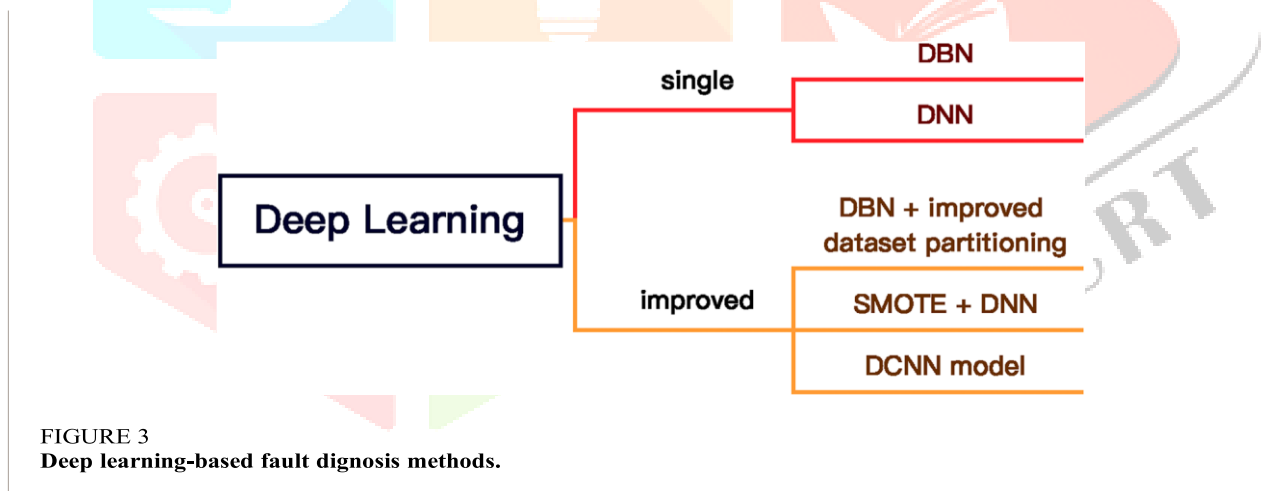 DBN
single
DNN
Deep Learning
DBN + improved
dataset partitioning
improved
SMOTE + DNN
DCNN model
RT
FIGURE 3
Deep learning-based fault dignosis methods.